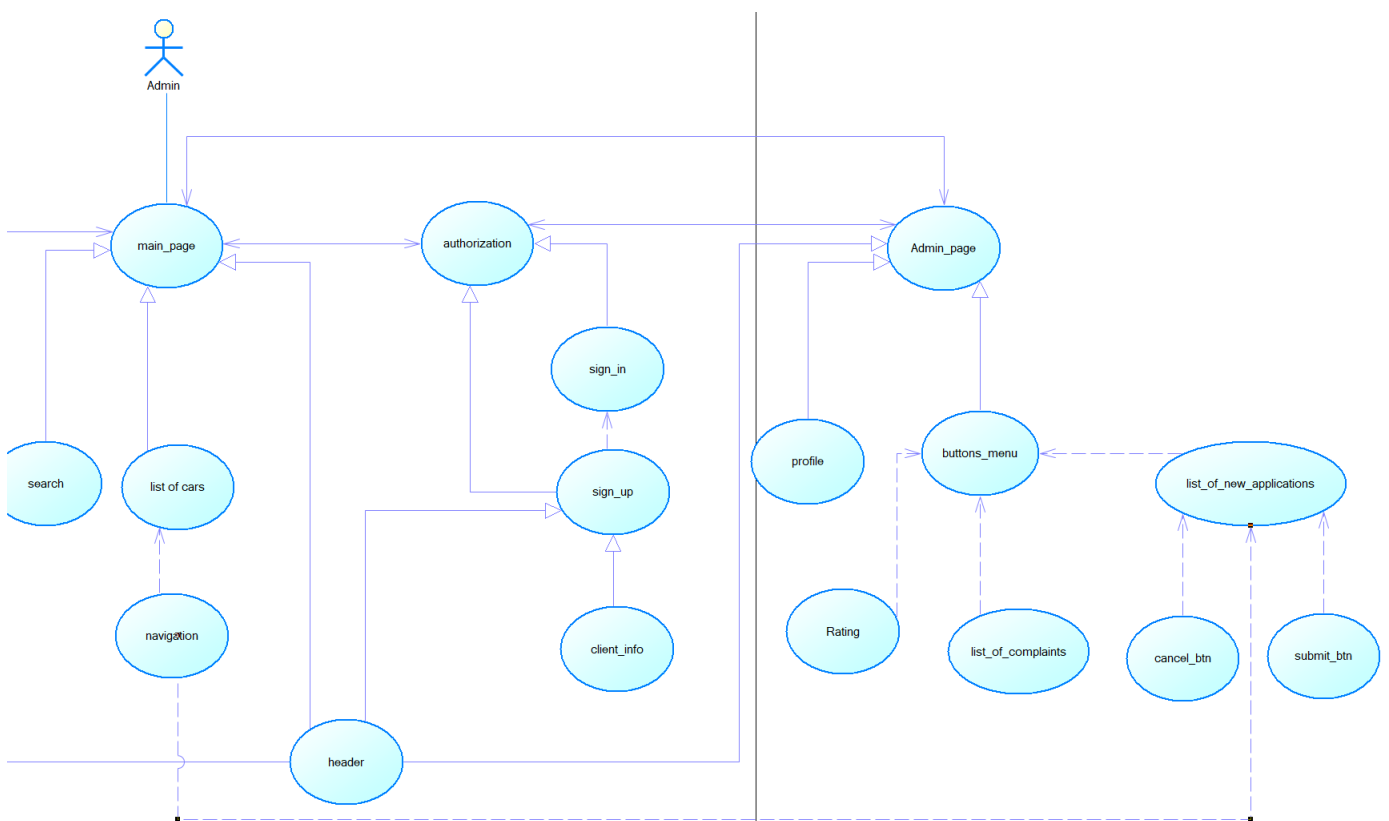 Admin
main_page
authorization
Admin_page
sign_in
search
list of cars
sign_up
profile
buttons_menu
list_of_new_applications
navigation
client_info
Rating
list_of_complaints
cancel_btn
submit_btn
header